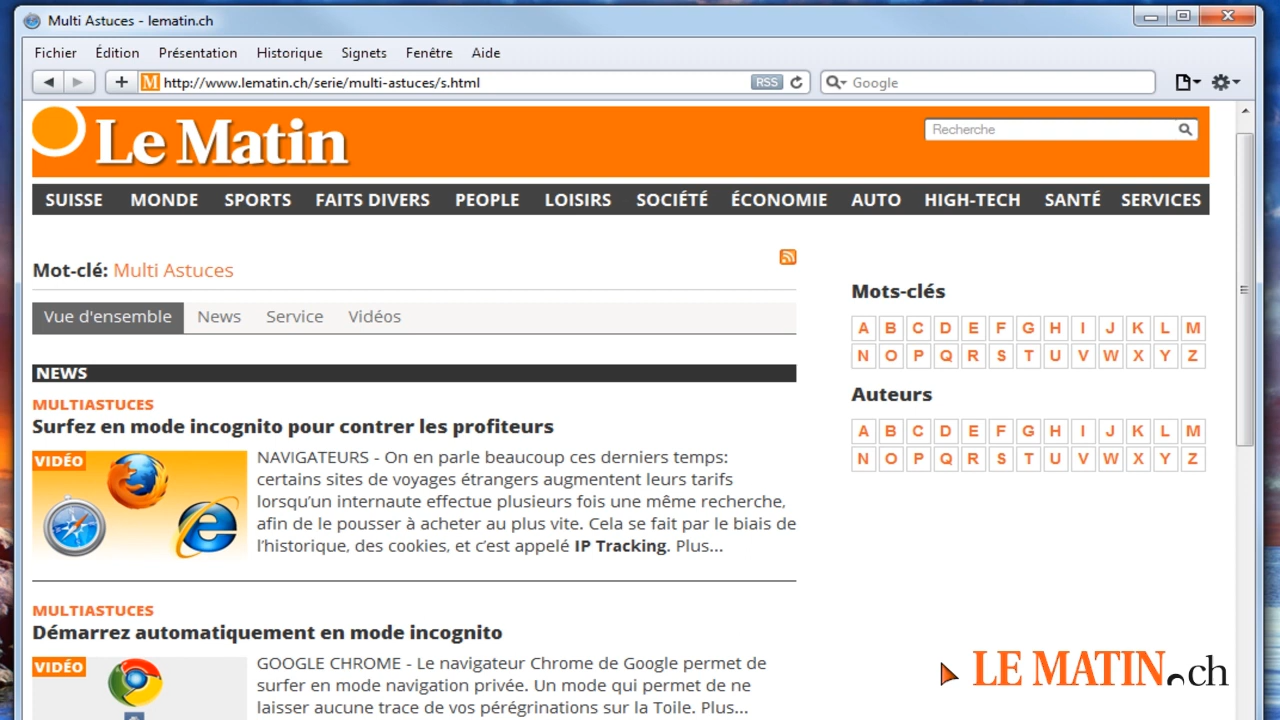 Multi Astuces - lematin.ch
Fichier Édition Présentation Historique Signets Fenêtre Aide
http://www.lematin.ch/serie/multi-astuces/s.html RSS Google
Le Matin
Recherche
SUISSE MONDE SPORTS FAITS DIVERS PEOPLE LOISIRS SOCIÉTÉ ÉCONOMIE AUTO HIGH-TECH SANTÉ SERVICES
Mot-clé: Multi Astuces
Vue d'ensemble News Service Vidéos
NEWS
MULTIASTUCES
Surfez en mode incognito pour contrer les profiteurs
VIDÉO
NAVIGATEURS - On en parle beaucoup ces derniers temps:
certains sites de voyages étrangers augmentent leurs tarifs
lorsqu’un internaute effectue plusieurs fois une même recherche,
afin de le pousser à acheter au plus vite. Cela se fait par le biais de
l’historique, des cookies, et c’est appelé IP Tracking. Plus...
MULTIASTUCES
Démarrez automatiquement en mode incognito
VIDÉO
GOOGLE CHROME - Le navigateur Chrome de Google permet de
surfer en mode navigation privée. Un mode qui permet de ne
laisser aucune trace de vos pérégrinations sur la Toile. Plus...
Mots-clés
A B C D E F G H I J K L M
N O P Q R S T U V W X Y Z
Auteurs
A B C D E F G H I J K L M
N O P Q R S T U V W X Y Z
LE MATIN.ch